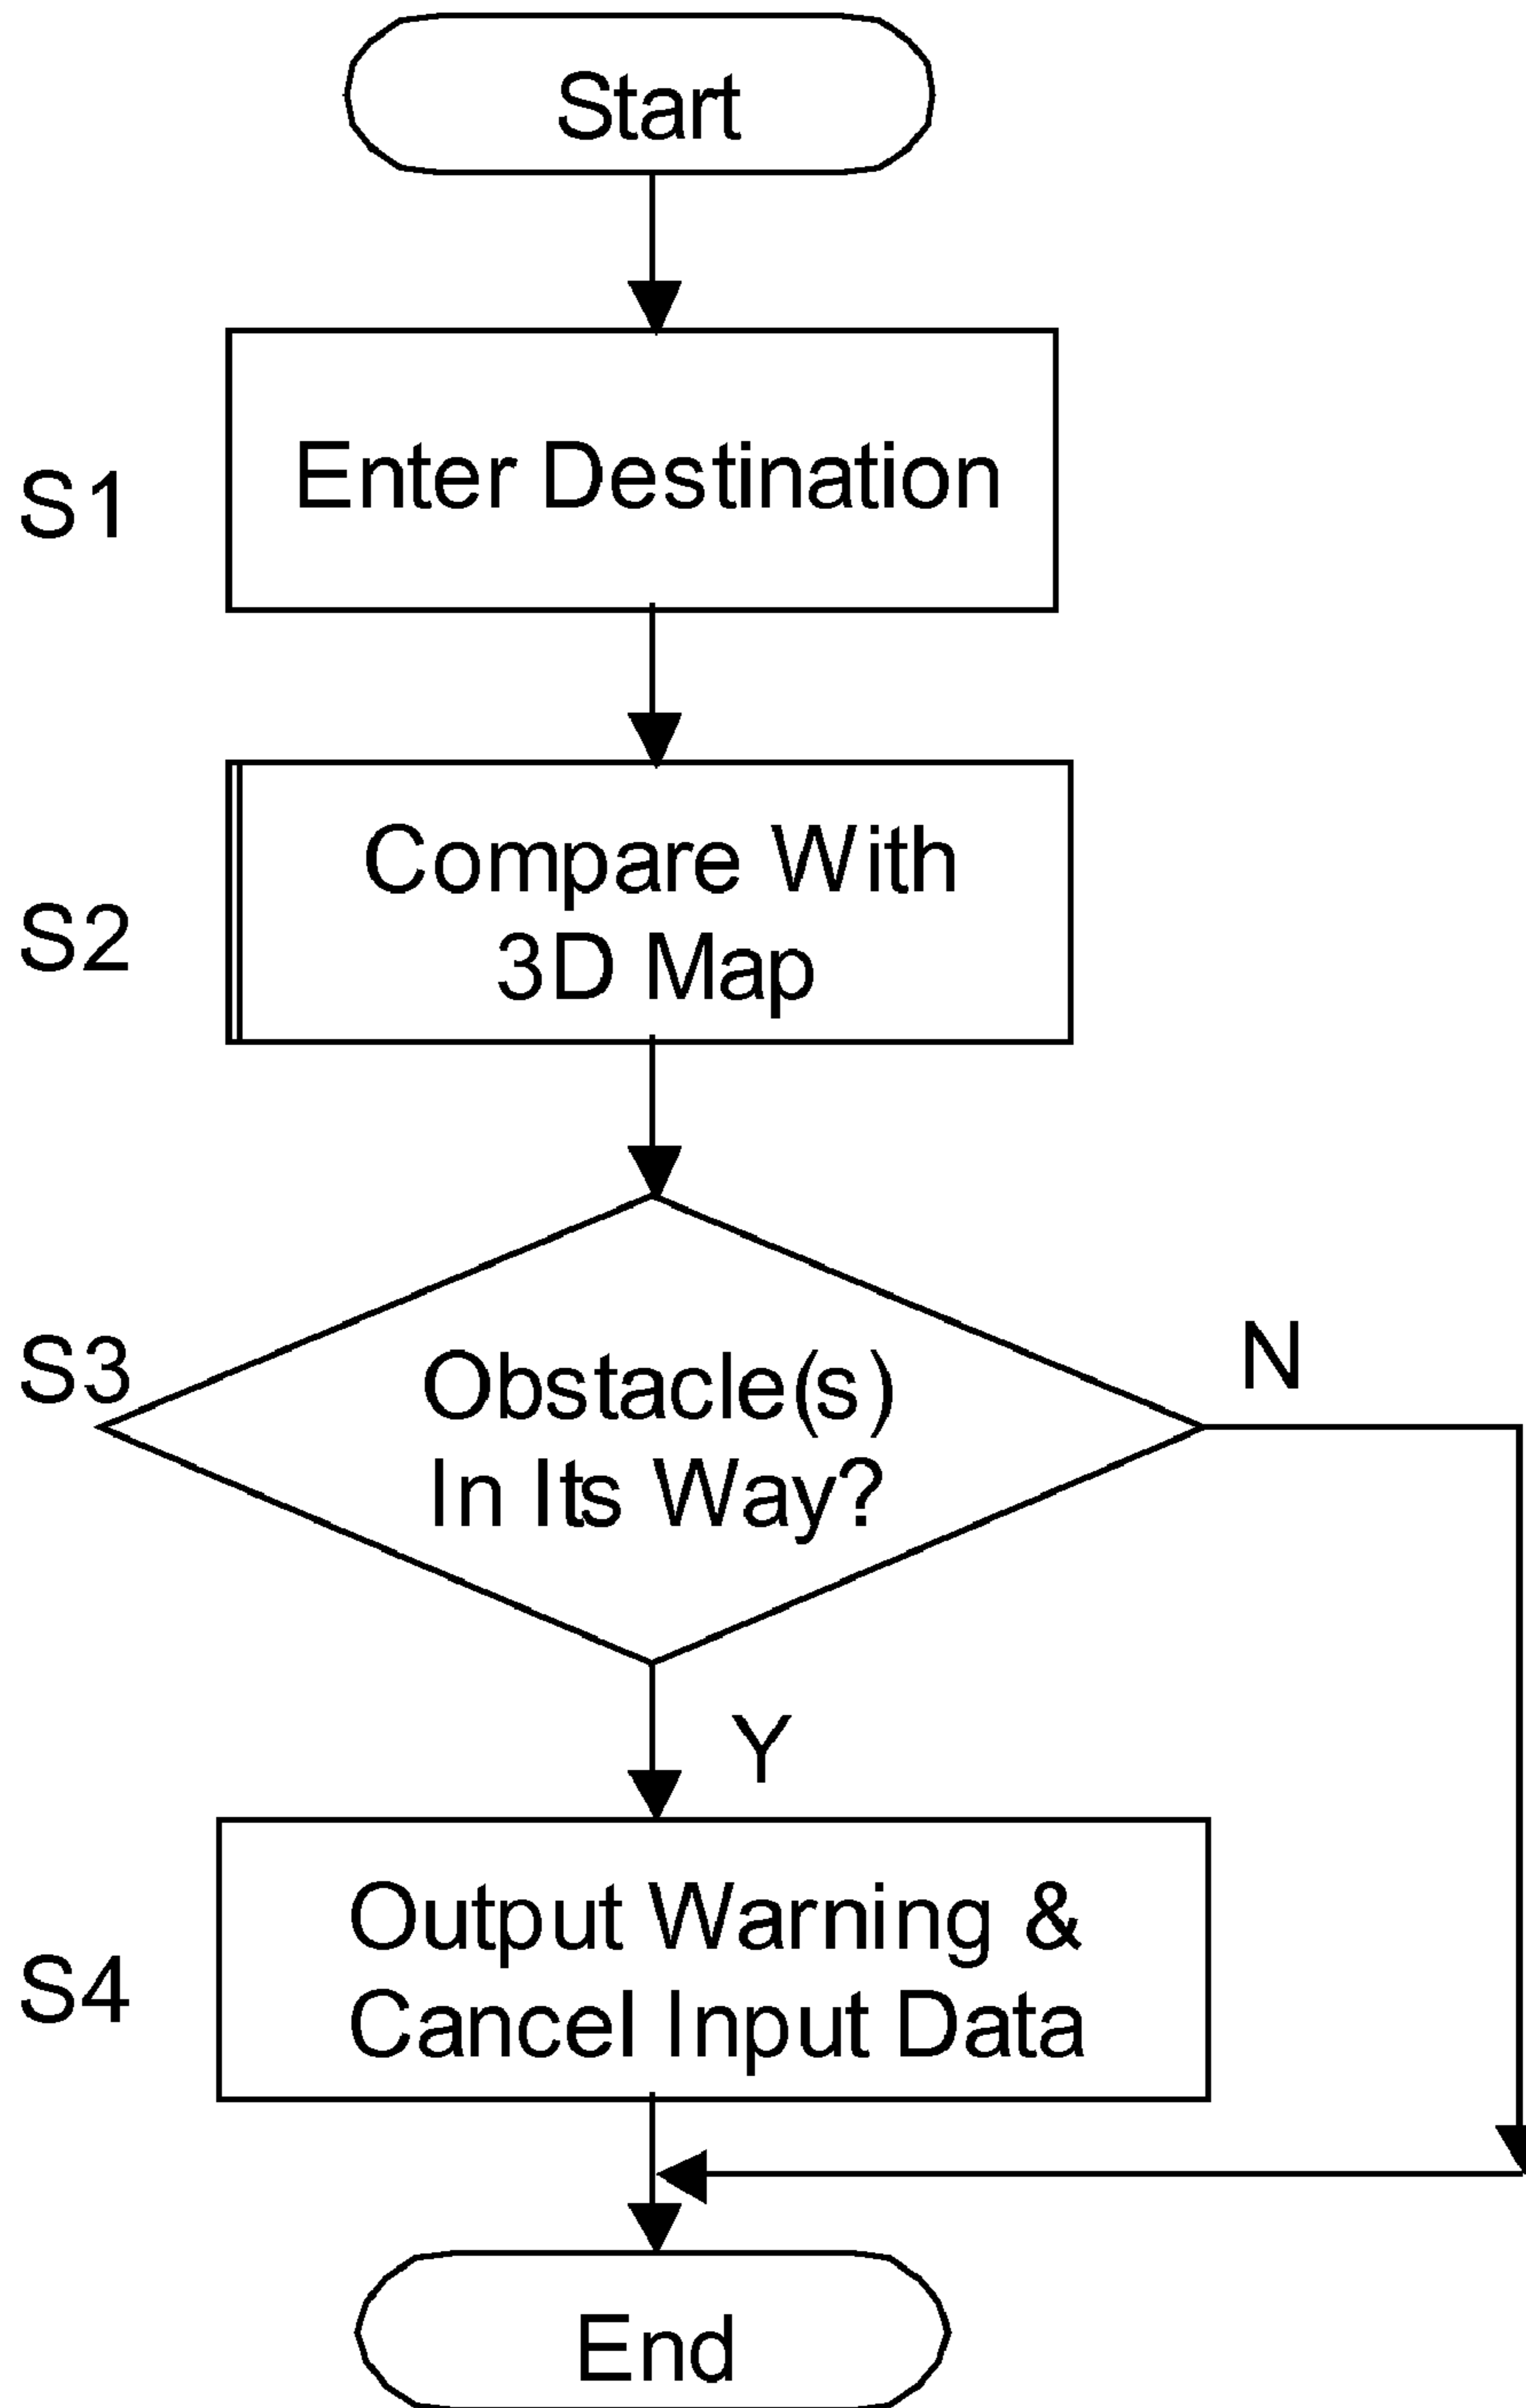 Start
S1
Enter Destination
S2
Compare With
3D Map
S3
Obstacle(s)
In Its Way?
N
Y
S4
Output Warning &
Cancel Input Data
End